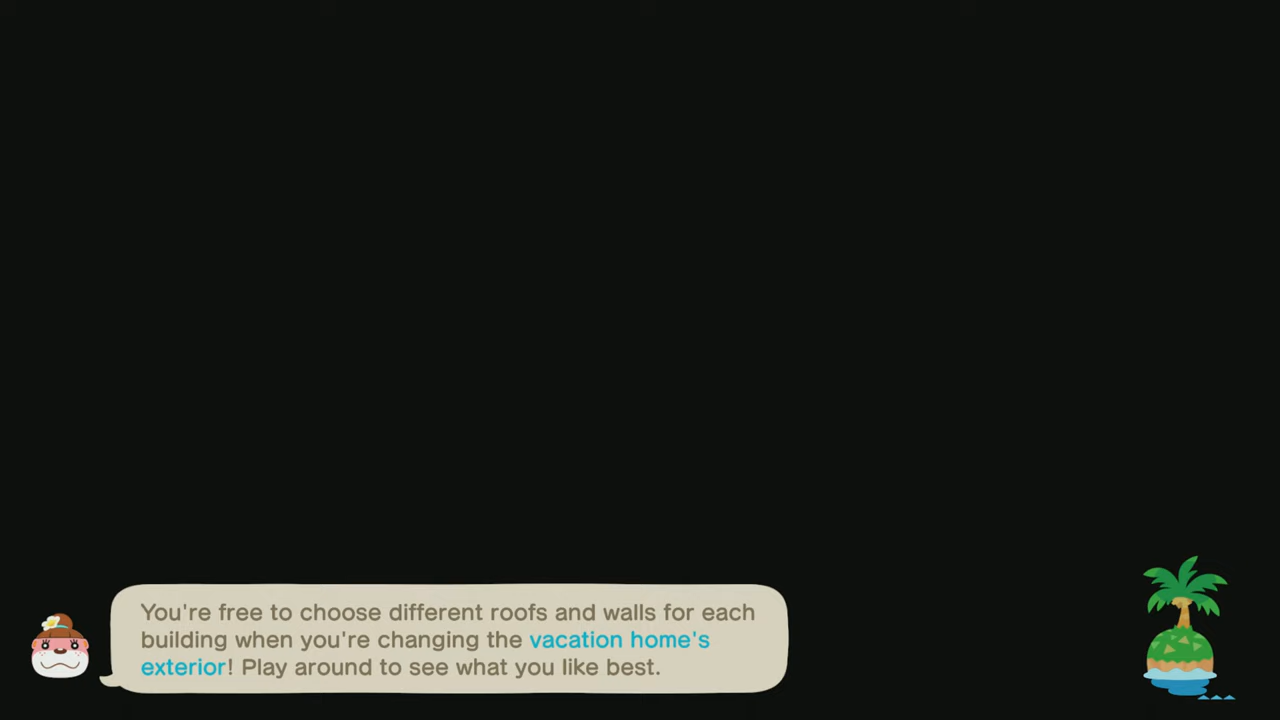 You're free to choose different roofs and walls for each
building when you're changing the vacation home's
exterior! Play around to see what you like best.